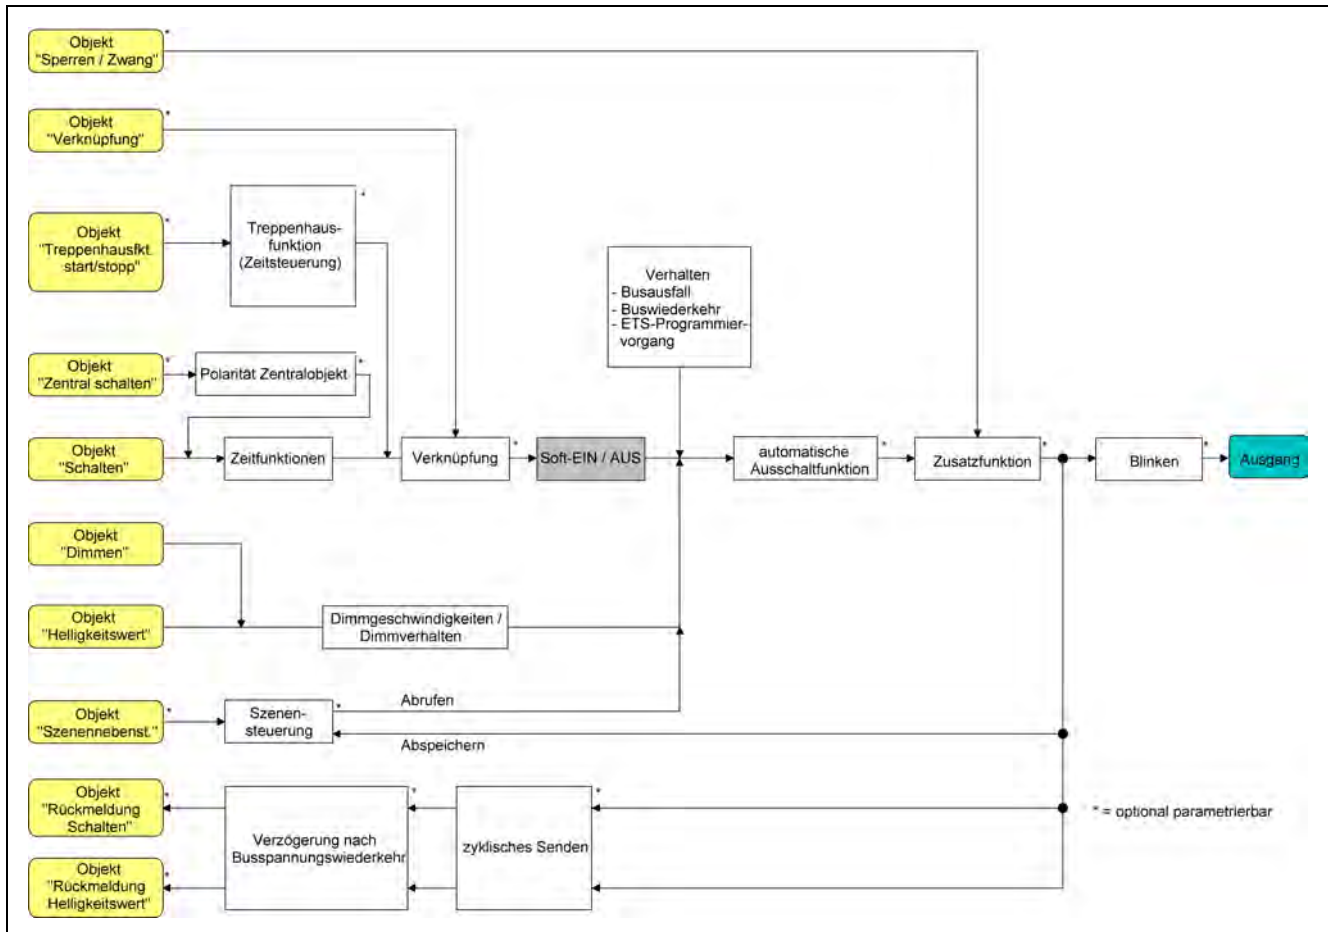 Objekt
"Sperren / Zwang"
*
Objekt
"Verknüpfung"
*
Objekt
"Treppenhausfkt.
start/stopp"
*
Treppenhaus-
funktion
(Zeitsteuerung)
*
Verhalten
- Busausfall
- Buswiederkehr
- ETS-Programmier-
vorgang
Objekt
"Zentral schalten"
*
Polarität Zentralobjekt
*
Objekt
"Schalten"
Zeitfunktionen
Verknüpfung
*
Soft-EIN / AUS
automatische
Ausschaltfunktion
*
Zusatzfunktion
*
Blinken
*
Ausgang
Objekt
"Dimmen"
Objekt
"Helligkeitswert"
Dimmgeschwindigkeiten /
Dimmverhalten
Objekt
"Szenennebenst."
*
Szenen-
steuerung
*
Abrufen
Abspeichern
Objekt
"Rückmeldung
Schalten"
*
Verzögerung nach
Busspannungswiederkehr
*
zyklisches Senden
*
* = optional parametrierbar
Objekt
"Rückmeldung
Helligkeitswert"
*